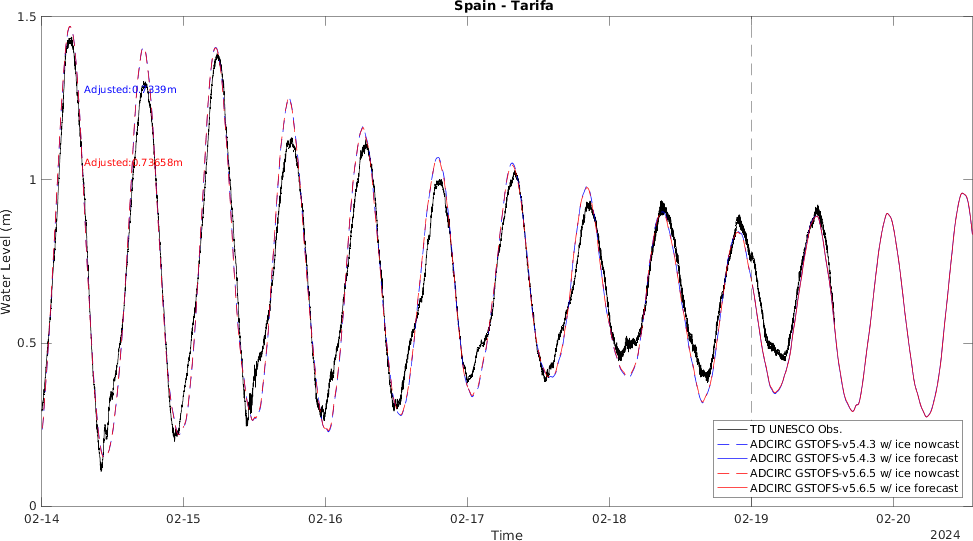 Spain - Tarifa
1.5
1
0.5
0
Water Level (m)
Adjusted:0.7339m
Adjusted:0.73658m
TD UNESCO Obs.
ADCIRC GSTOFS-v5.4.3 w/ ice nowcast
ADCIRC GSTOFS-v5.4.3 w/ ice forecast
ADCIRC GSTOFS-v5.6.5 w/ ice nowcast
ADCIRC GSTOFS-v5.6.5 w/ ice forecast
02-14 02-15 02-16 02-17 02-18 02-19 02-20
Time
2024